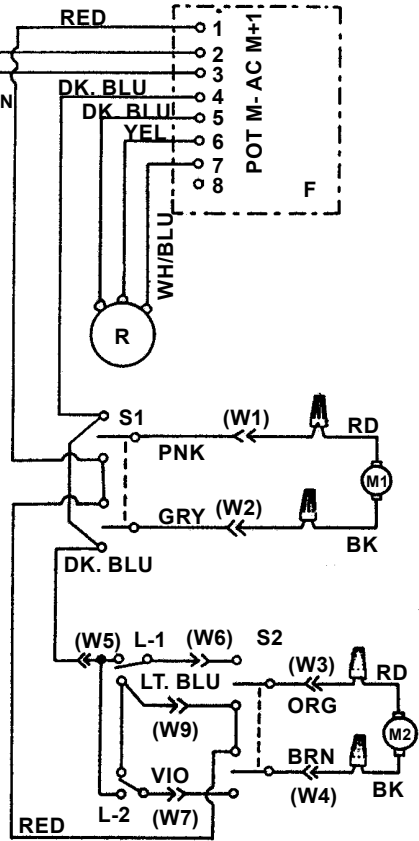 RED
1
2
3
N
DK. BLU
4
DK. BLU
5
YEL
6
7
8
POT M- AC M+1
F
WH/BLU
R
S1
(W1)
RD
PNK
M1
GRY
(W2)
BK
DK. BLU
(W5)
L-1
(W6)
S2
(W3)
RD
LT. BLU
ORG
(W9)
M2
VIO
BRN
L-2
(W7)
(W4)
BK
RED